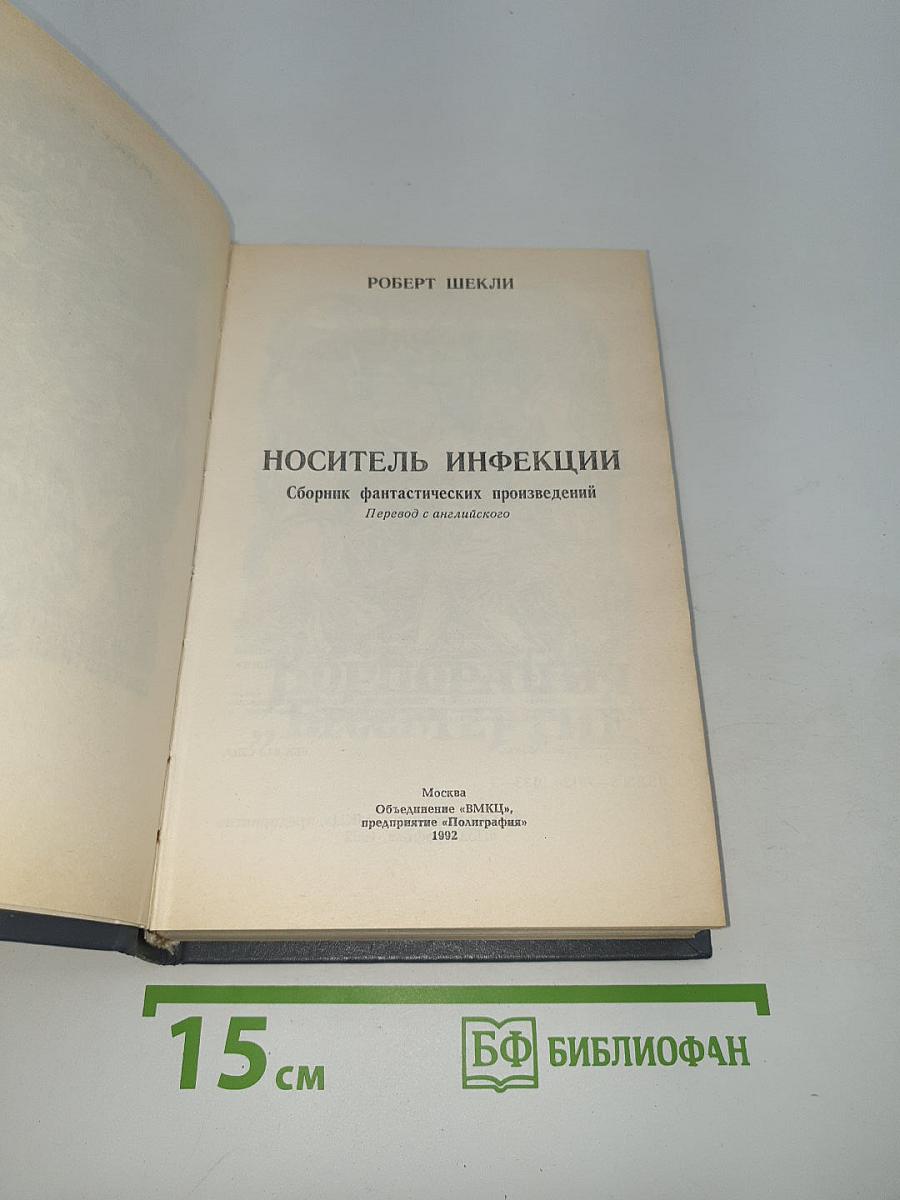 РОБЕРТ ШЕКЛИ
НОСИТЕЛЬ ИНФЕКЦИИ
Сборник фантастических произведений
Перевод с английского
Москва
Объединение «ВМКЦ»,
предприятие «Полиграфия»
1992
15 см
БФ БИБЛИОФАН